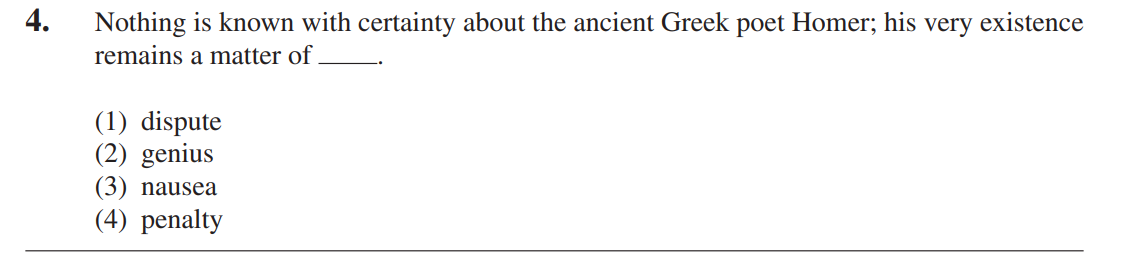 4. Nothing is known with certainty about the ancient Greek poet Homer; his very existence
remains a matter of _____.
(1) dispute
(2) genius
(3) nausea
(4) penalty